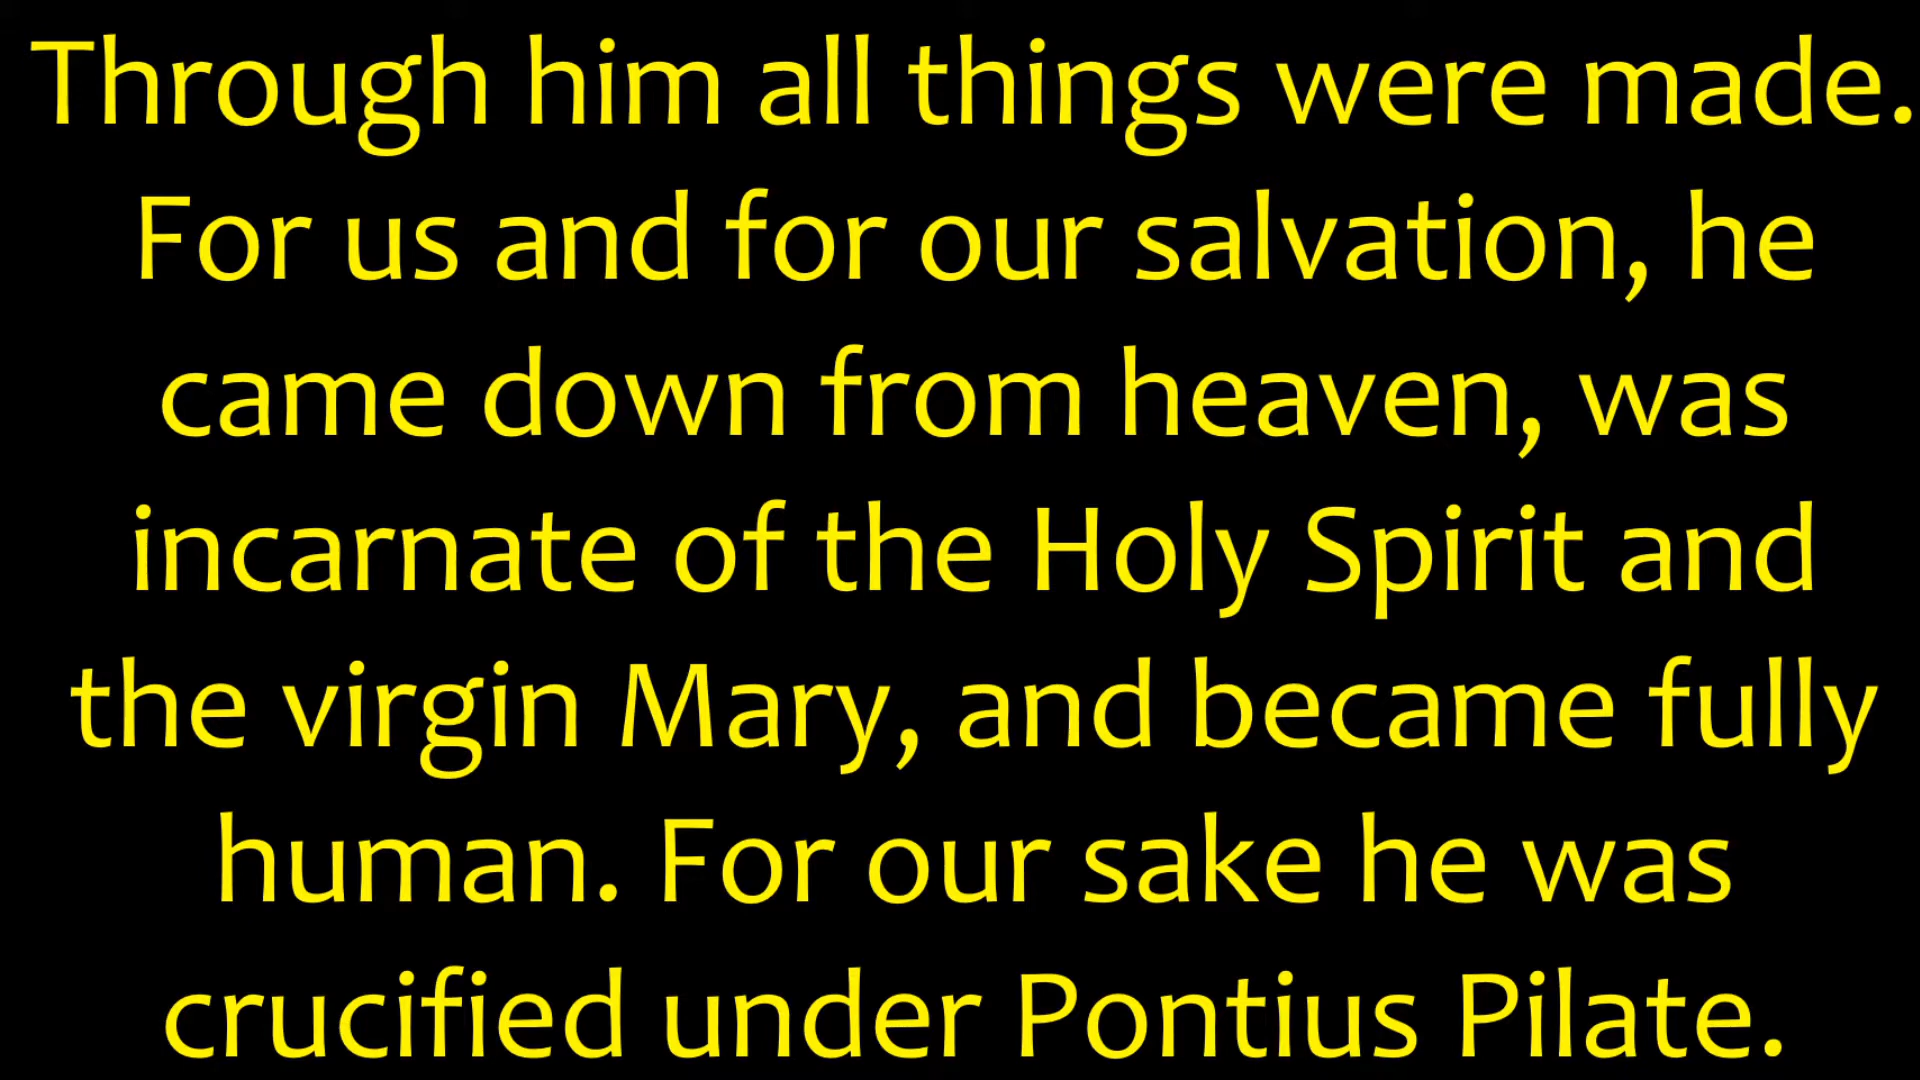 Through him all things were made.
For us and for our salvation, he
came down from heaven, was
incarnate of the Holy Spirit and
the virgin Mary, and became fully
human. For our sake he was
crucified under Pontius Pilate.